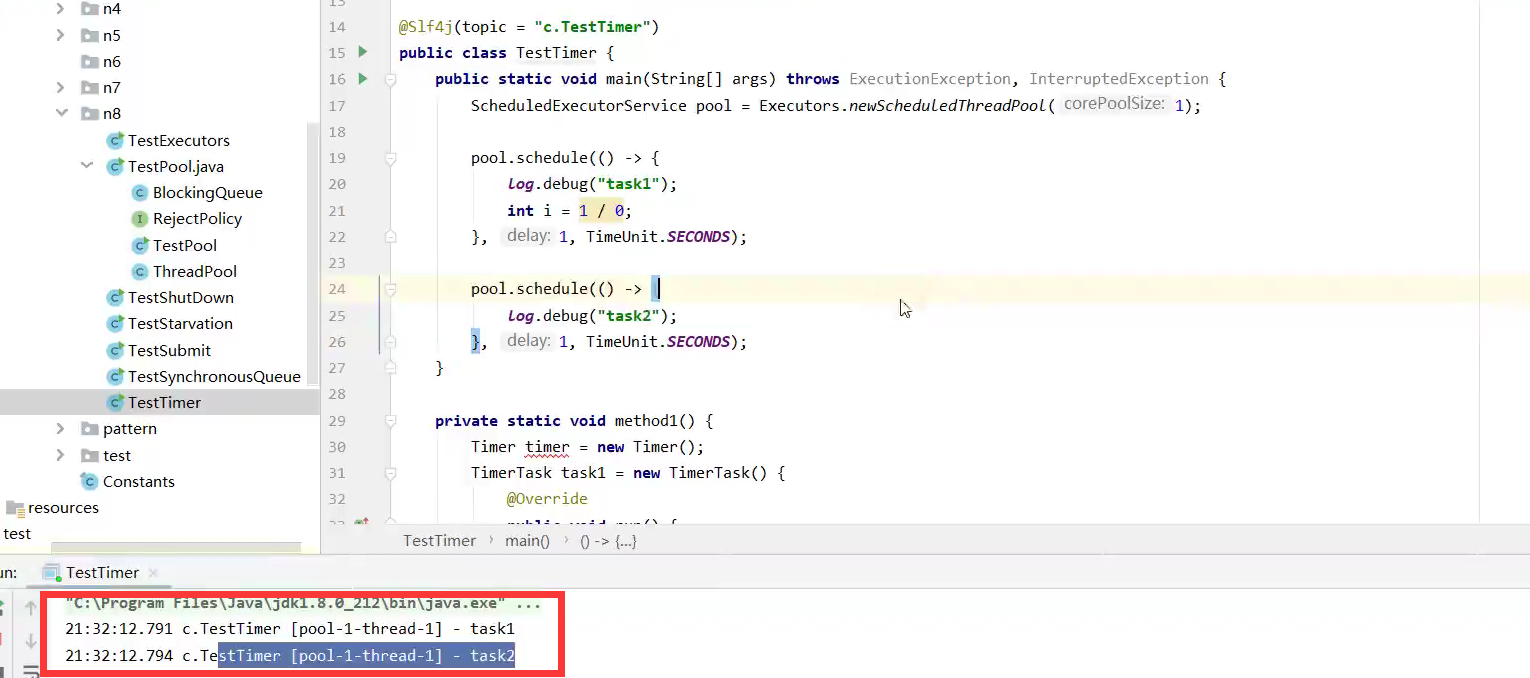 n4
n5
n6
n7
n8
TestExecutors
TestPool.java
BlockingQueue
RejectPolicy
TestPool
ThreadPool
TestShutDown
TestStarvation
TestSubmit
TestSynchronousQueue
TestTimer
pattern
test
Constants
resources
test
13
14 @Slf4j(topic = "c.TestTimer")
15 public class TestTimer {
16 public static void main(String[] args) throws ExecutionException, InterruptedException {
17 ScheduledExecutorService pool = Executors.newScheduledThreadPool( corePoolSize: 1);
18
19 pool.schedule(() -> {
20 log.debug("task1");
21 int i = 1 / 0;
22 }, delay: 1, TimeUnit.SECONDS);
23
24 pool.schedule(() -> {
25 log.debug("task2");
26 }, delay: 1, TimeUnit.SECONDS);
27 }
28
29 private static void method1() {
30 Timer timer = new Timer();
31 TimerTask task1 = new TimerTask() {
32 @Override
33 public void run() {
TestTimer › main() › () -> {...}
un: TestTimer ×
"C:\Program Files\Java\jdk1.8.0_212\bin\java.exe" ...
21:32:12.791 c.TestTimer [pool-1-thread-1] - task1
21:32:12.794 c.TestTimer [pool-1-thread-1] - task2